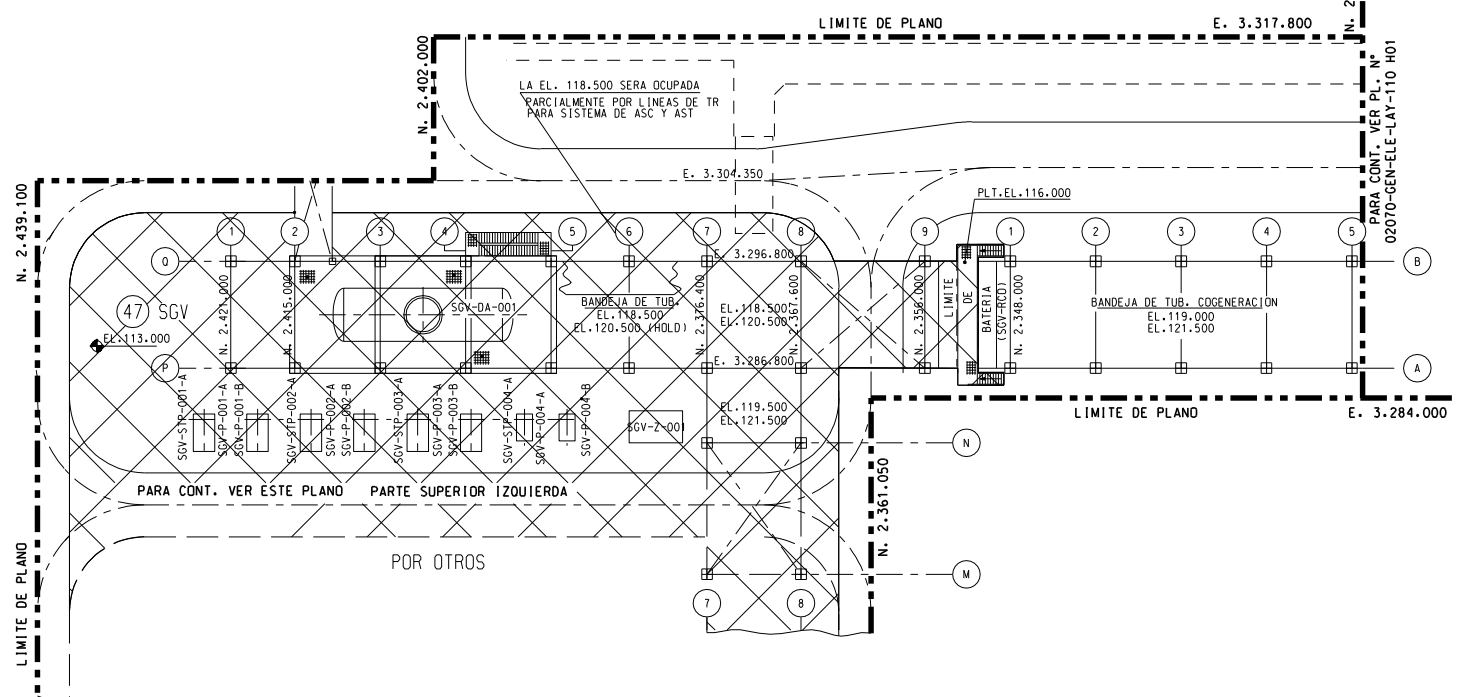 LIMITE DE PLANO
E. 3.317.800
N. 2.402.000
LA EL. 118.500 SERA OCUPADA
PARCIALMENTE POR LINEAS DE TR
PARA SISTEMA DE ASC Y AST
PARA CONT. VER PL. Nº
02070-GEN-ELE-LAY-110 H01
E. 3.304.350
PLT.EL.116.000
N. 2.439.100
1
2
3
4
5
6
7
8
9
1
2
3
4
5
Q
E. 3.296.800
B
47 SGV
EL.113.000
N. 2.421.000
N. 2.415.000
SGV-DA-001
BANDEJA DE TUB.
EL.118.500
EL.120.500 (HOLD)
N. 2.376.400
EL.118.500
EL.120.500
N. 2.367.600
N. 2.356.000
LIMITE
DE
BATERIA
(SGV-RCD)
N. 2.348.000
BANDEJA DE TUB. COGENERACION
EL.119.000
EL.121.500
P
E. 3.286.800
A
SGV-STP-001-A
SGV-P-001-A
SGV-P-001-B
SGV-STP-002-A
SGV-P-002-A
SGV-P-002-B
SGV-STP-003-A
SGV-P-003-A
SGV-P-003-B
SGV-STP-004-A
SGV-P-004-A
SGV-P-004-B
SGV-Z-001
EL.119.500
EL.121.500
LIMITE DE PLANO
E. 3.284.000
N
PARA CONT. VER ESTE PLANO PARTE SUPERIOR IZQUIERDA
N. 2.361.050
POR OTROS
M
7
8
LIMITE DE PLANO